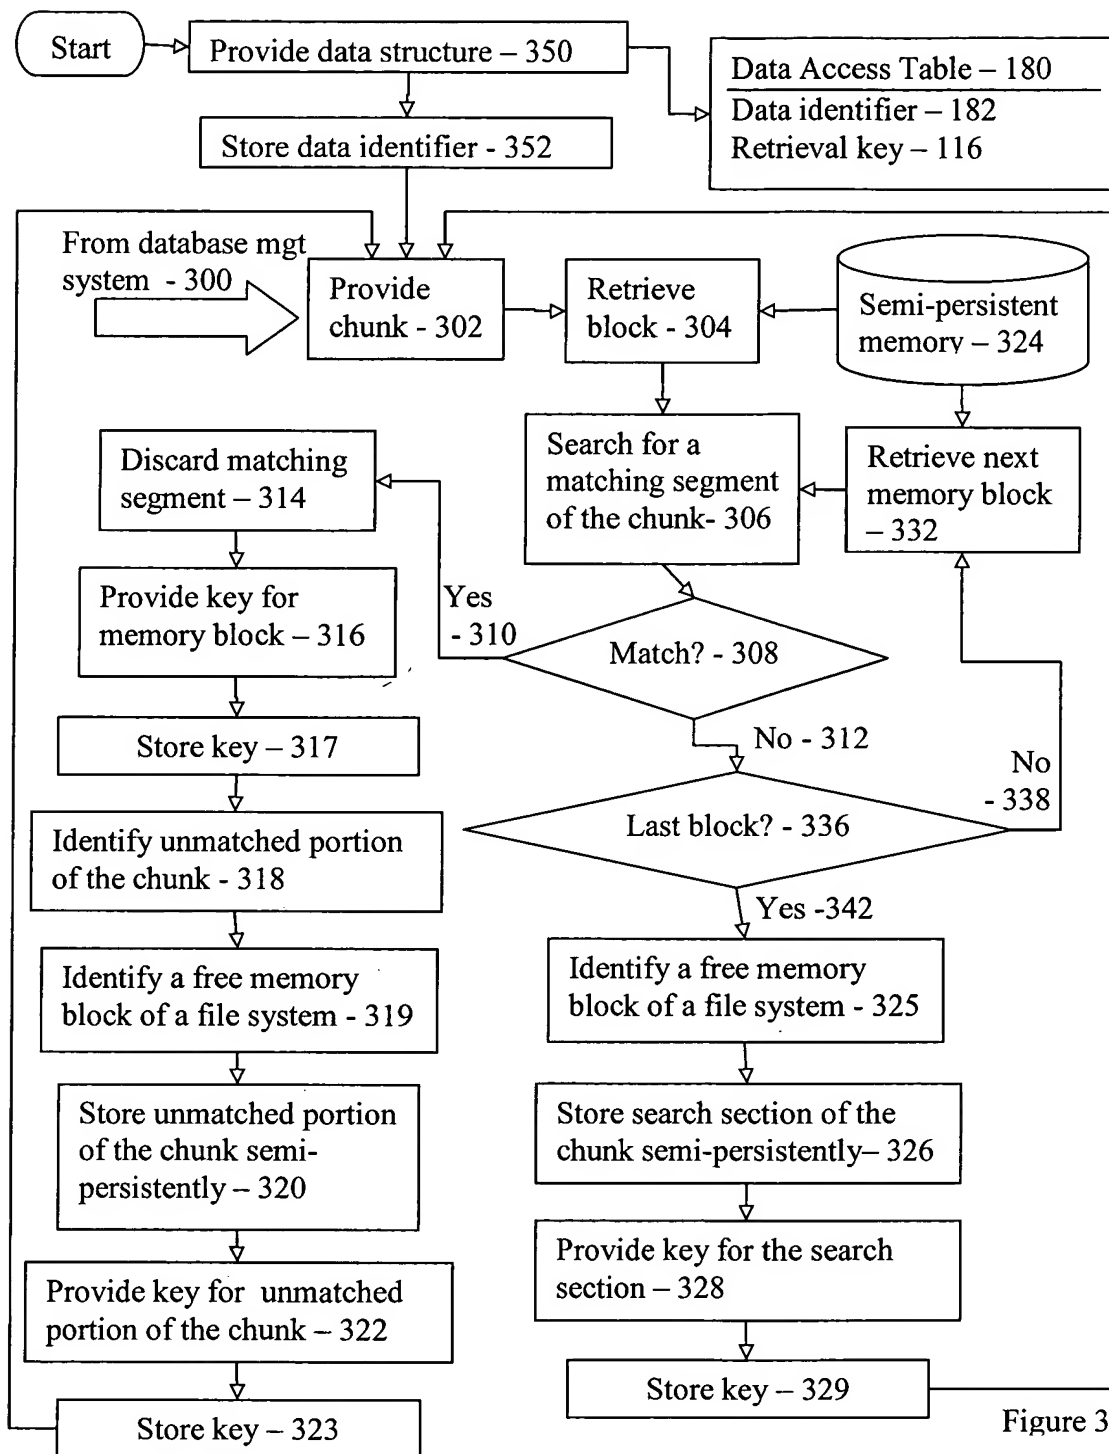 Start
Provide data structure – 350
Data Access Table – 180
Data identifier – 182
Retrieval key – 116
Store data identifier - 352
From database mgt
system - 300
Provide
chunk - 302
Retrieve
block - 304
Semi-persistent
memory – 324
Discard matching
segment – 314
Search for a
matching segment
of the chunk- 306
Retrieve next
memory block
– 332
Provide key for
memory block – 316
Yes
- 310
Match? - 308
Store key – 317
No - 312
No
- 338
Identify unmatched portion
of the chunk - 318
Last block? - 336
Yes -342
Identify a free memory
block of a file system - 319
Identify a free memory
block of a file system - 325
Store unmatched portion
of the chunk semi-
persistently – 320
Store search section of the
chunk semi-persistently– 326
Provide key for unmatched
portion of the chunk – 322
Provide key for the search
section – 328
Store key – 323
Store key – 329
Figure 3